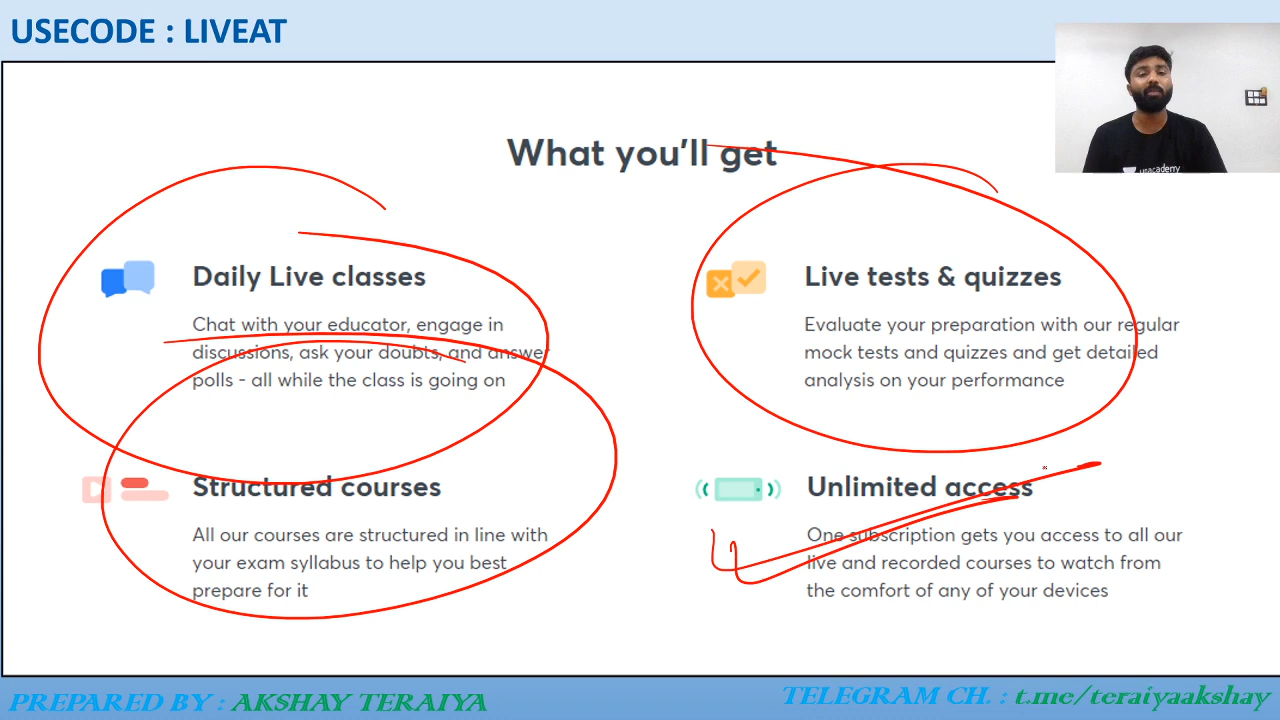 USECODE : LIVEAT
What you'll get
Daily Live classes
Chat with your educator, engage in
discussions, ask your doubts, and answer
polls - all while the class is going on
Live tests & quizzes
Evaluate your preparation with our regular
mock tests and quizzes and get detailed
analysis on your performance
Structured courses
All our courses are structured in line with
your exam syllabus to help you best
prepare for it
Unlimited access
One subscription gets you access to all our
live and recorded courses to watch from
the comfort of any of your devices
unacademy
PREPARED BY : AKSHAY TERAIYA
TELEGRAM CH. : t.me/teraiyaakshay